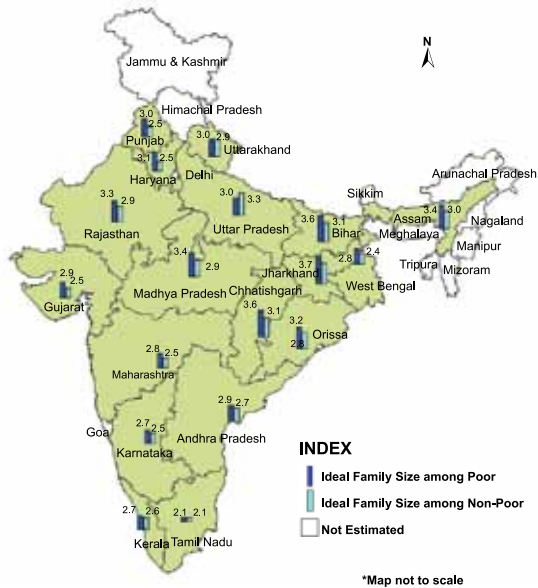 N
Jammu & Kashmir
Himachal Pradesh
3.0
2.5
Punjab
3.0 2.9
Uttarakhand
3.1 2.5
Haryana
Delhi
Arunachal Pradesh
Sikkim
3.3
2.9
Rajasthan
3.0
3.3
Uttar Pradesh
3.6 3.1
Bihar
3.4 3.0
Assam
Nagaland
Meghalaya
Manipur
Tripura
Mizoram
3.4
2.9
Madhya Pradesh
3.7
Jharkhand
2.8 2.4
West Bengal
Chhatishgarh
3.6
3.1
2.9
2.5
Gujarat
3.2
2.8
Orissa
2.8 2.5
Maharashtra
2.9 2.7
Andhra Pradesh
Goa
2.7 2.5
Karnataka
2.7 2.6
Kerala
2.1 2.1
Tamil Nadu
INDEX
Ideal Family Size among Poor
Ideal Family Size among Non-Poor
Not Estimated
*Map not to scale